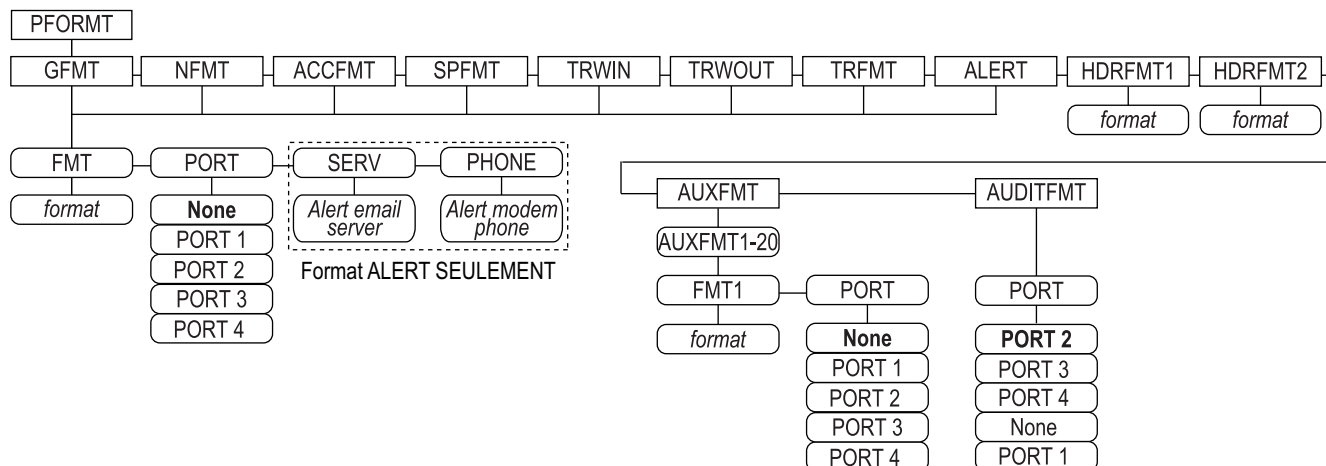 PFORMT
GFMT NFMT ACCFMT SPFMT TRWIN TRWOUT TRFMT ALERT HDRFMT1 HDRFMT2
format format
FMT PORT SERV PHONE
format
None
PORT 1
PORT 2
PORT 3
PORT 4
Alert email
server
Alert modem
phone
Format ALERT SEULEMENT
AUXFMT AUDITFMT
AUXFMT1-20
FMT1 PORT PORT
format
None
PORT 1
PORT 2
PORT 3
PORT 4
PORT 2
PORT 3
PORT 4
None
PORT 1